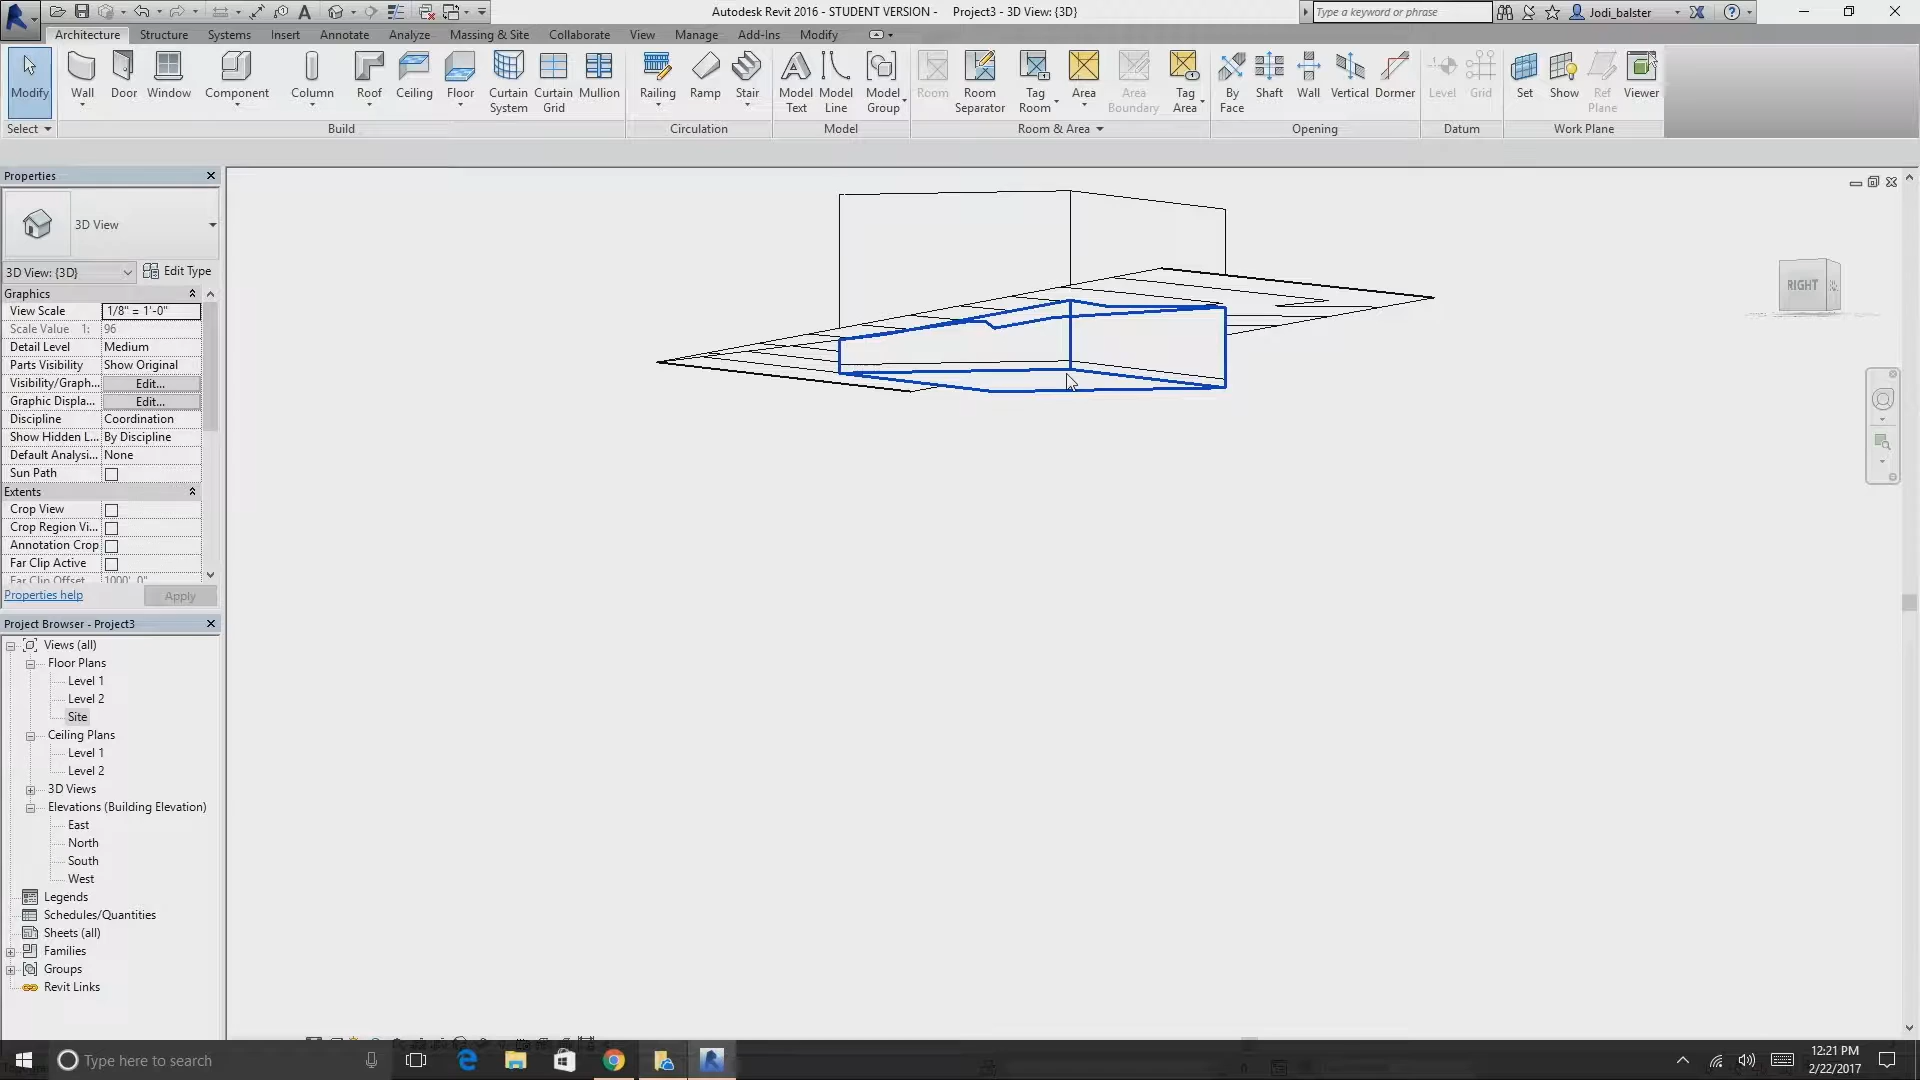 Autodesk Revit 2016 - STUDENT VERSION - Project3 - 3D View: {3D}
Type a keyword or phrase
Jodi_balster
Architecture Structure Systems Insert Annotate Analyze Massing & Site Collaborate View Manage Add-Ins Modify
Modify
Wall
Door
Window
Component
Column
Roof
Ceiling
Floor
Curtain System
Curtain Grid
Mullion
Railing
Ramp
Stair
Model Text
Model Line
Model Group
Room
Room Separator
Tag Room
Area
Area Boundary
Tag Area
By Face
Shaft
Wall
Vertical
Dormer
Level
Grid
Set
Show
Ref Plane
Viewer
Select
Build
Circulation
Model
Room & Area
Opening
Datum
Work Plane
Properties
3D View
3D View: {3D}
Edit Type
Graphics
View Scale 1/8" = 1'-0"
Scale Value 1: 96
Detail Level Medium
Parts Visibility Show Original
Visibility/Graph... Edit...
Graphic Displa... Edit...
Discipline Coordination
Show Hidden L... By Discipline
Default Analysi... None
Sun Path
Extents
Crop View
Crop Region Vi...
Annotation Crop
Far Clip Active
Far Clip Offset 1000' 0"
Properties help
Apply
RIGHT
Project Browser - Project3
Views (all)
Floor Plans
Level 1
Level 2
Site
Ceiling Plans
Level 1
Level 2
3D Views
Elevations (Building Elevation)
East
North
South
West
Legends
Schedules/Quantities
Sheets (all)
Families
Groups
Revit Links
Type here to search
12:21 PM
2/22/2017